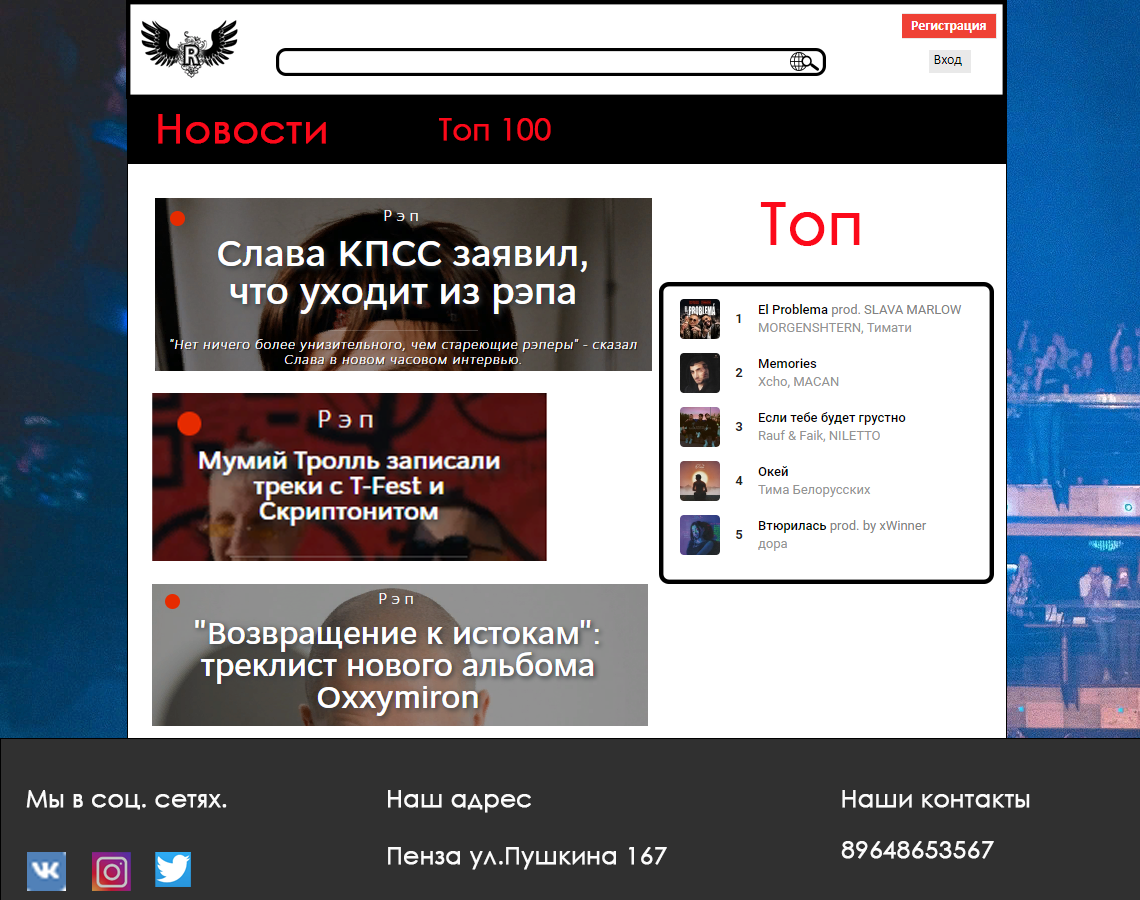 R
Регистрация
Вход
Новости
Топ 100
Рэп
Слава КПСС заявил,
что уходит из рэпа
"Нет ничего более унизительного, чем стареющие рэперы" - сказал
Слава в новом часовом интервью.
Рэп
Мумий Тролль записали
треки с T-Fest и
Скриптонитом
Рэп
"Возвращение к истокам":
треклист нового альбома
Oxxymiron
Топ
1 El Problema prod. SLAVA MARLOW
MORGENSHTERN, Тимати
2 Memories
Xcho, MACAN
3 Если тебе будет грустно
Rauf & Faik, NILETTO
4 Окей
Тима Белорусских
5 Втюрилась prod. by xWinner
дора
Мы в соц. сетях.
Наш адрес
Пенза ул.Пушкина 167
Наши контакты
89648653567